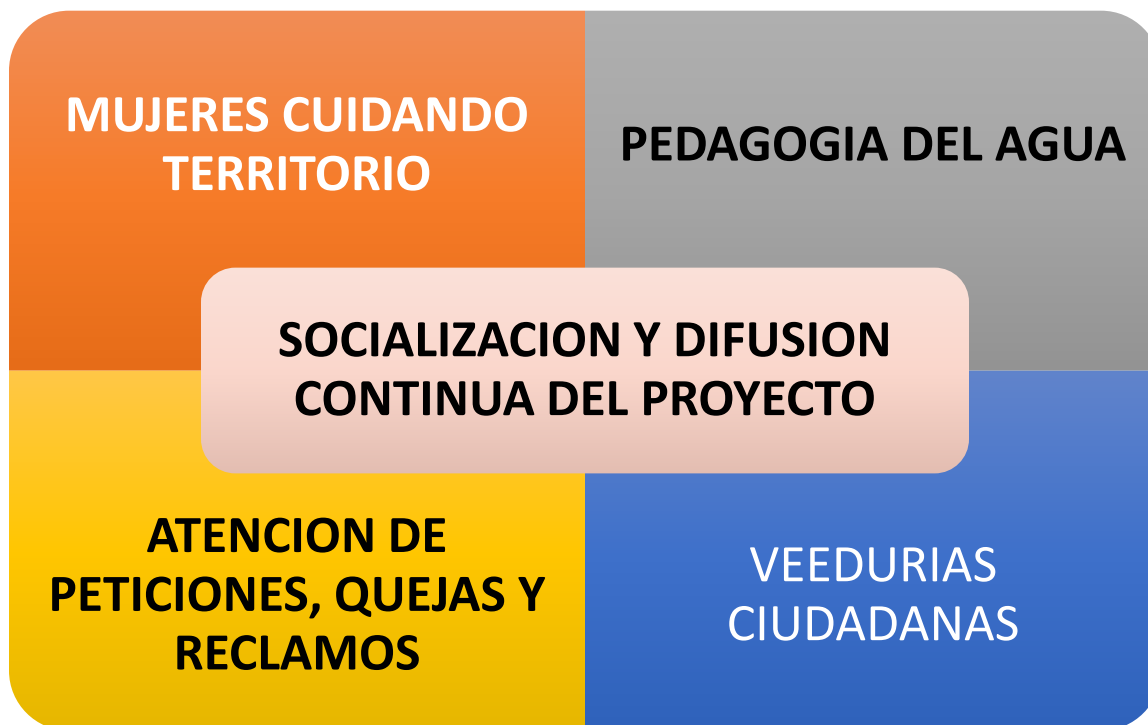 MUJERES CUIDANDO
TERRITORIO
PEDAGOGIA DEL AGUA
SOCIALIZACION Y DIFUSION
CONTINUA DEL PROYECTO
ATENCION DE
PETICIONES, QUEJAS Y
RECLAMOS
VEEDURIAS
CIUDADANAS